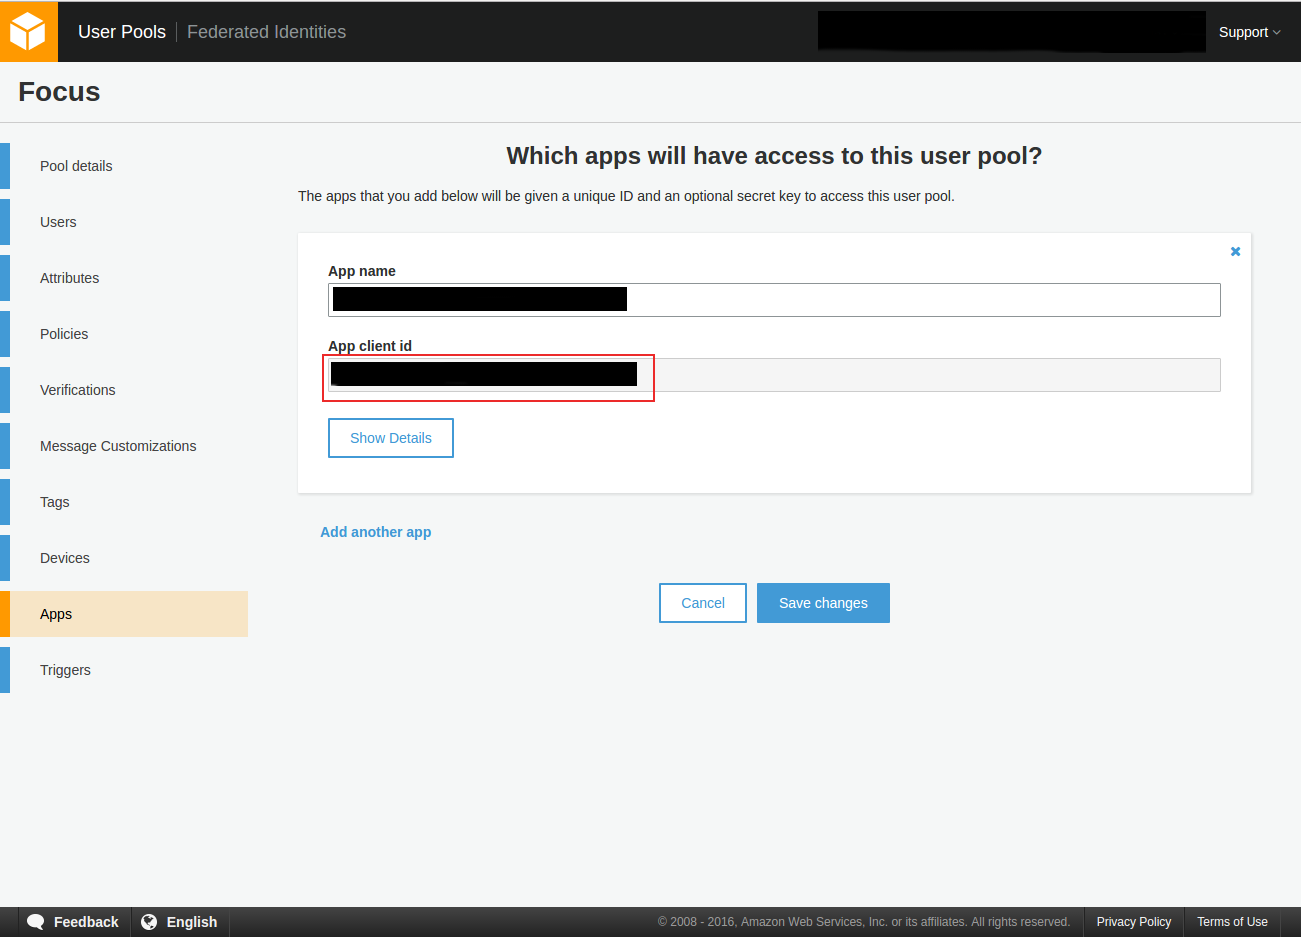 User Pools | Federated Identities
Support
Focus
Pool details
Users
Attributes
Policies
Verifications
Message Customizations
Tags
Devices
Apps
Triggers
Which apps will have access to this user pool?
The apps that you add below will be given a unique ID and an optional secret key to access this user pool.
App name
App client id
Show Details
Add another app
Cancel Save changes
Feedback English © 2008 - 2016, Amazon Web Services, Inc. or its affiliates. All rights reserved. Privacy Policy Terms of Use